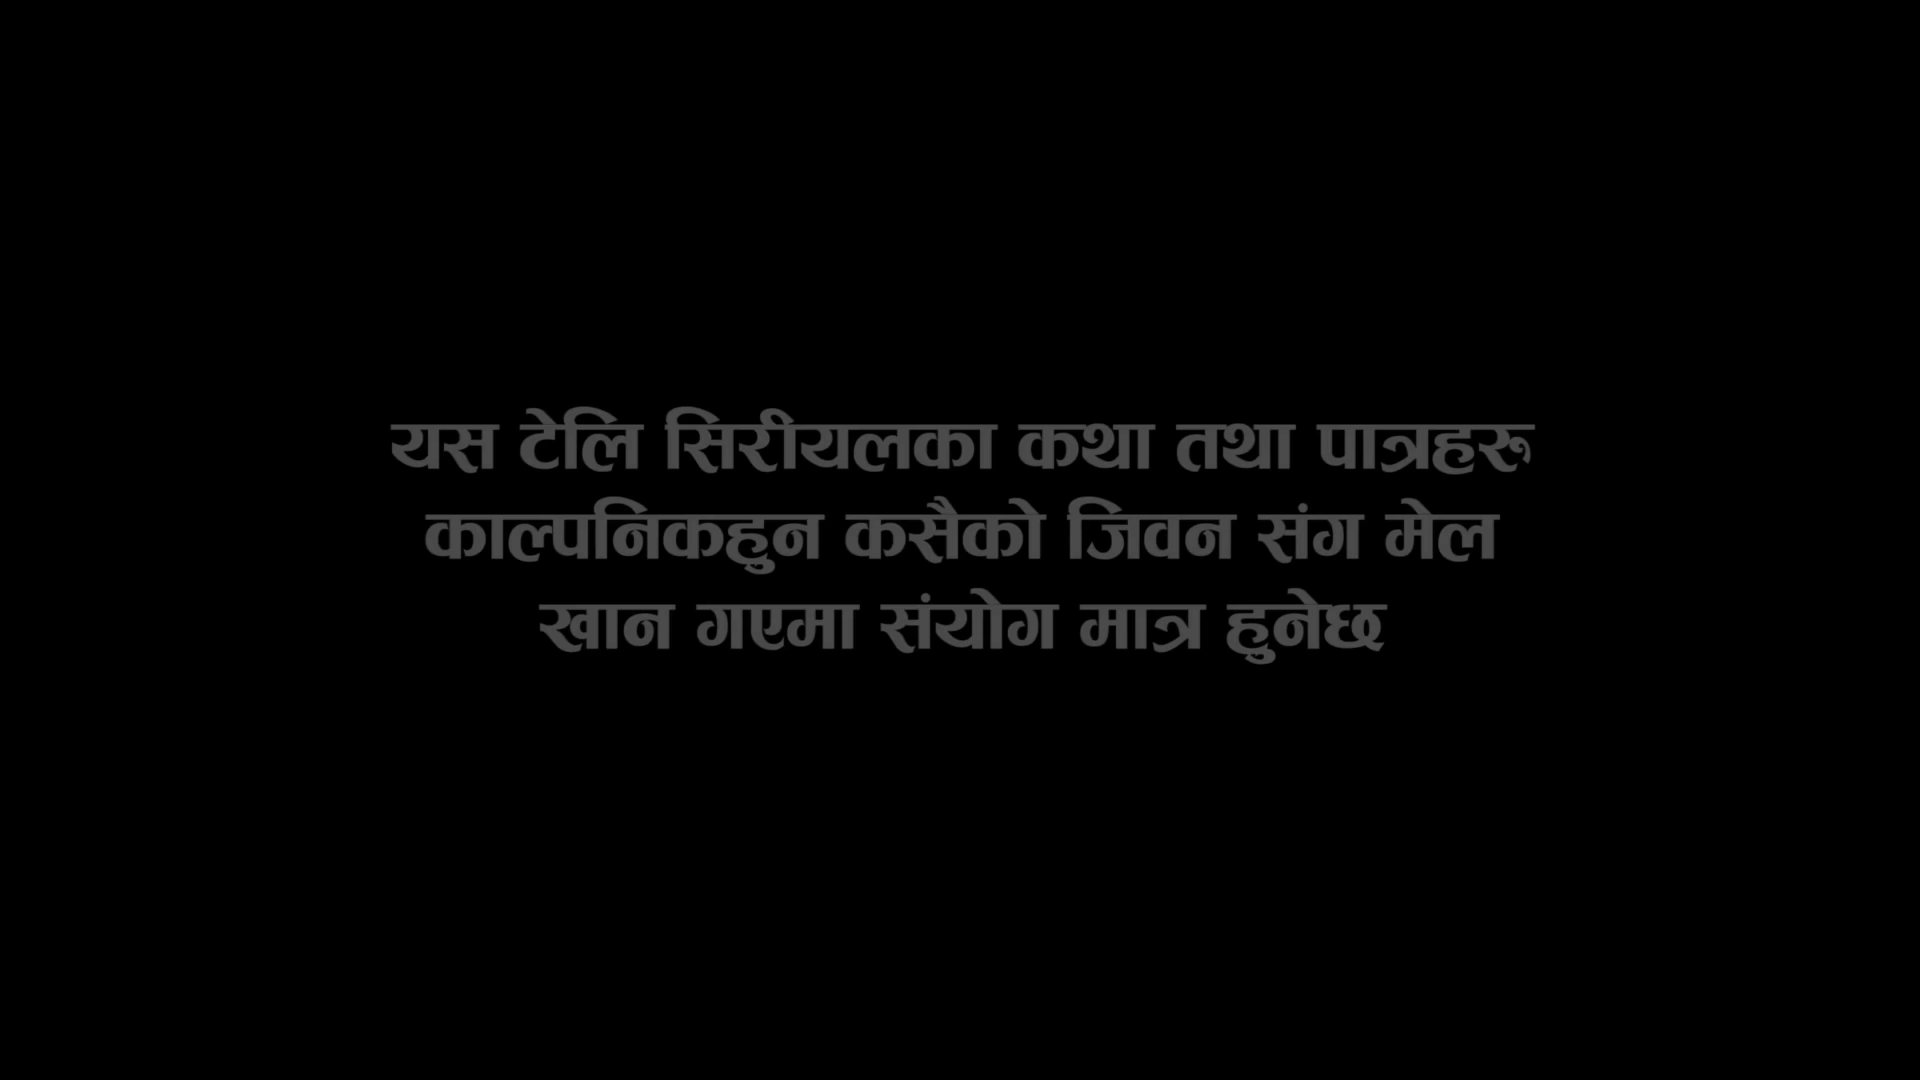 यस टेलि सिरीयलका कथा तथा पात्रहरु
काल्पनिकहुन कसैको जिवन संग मेल
खान गएमा संयोग मात्र हुनेछ